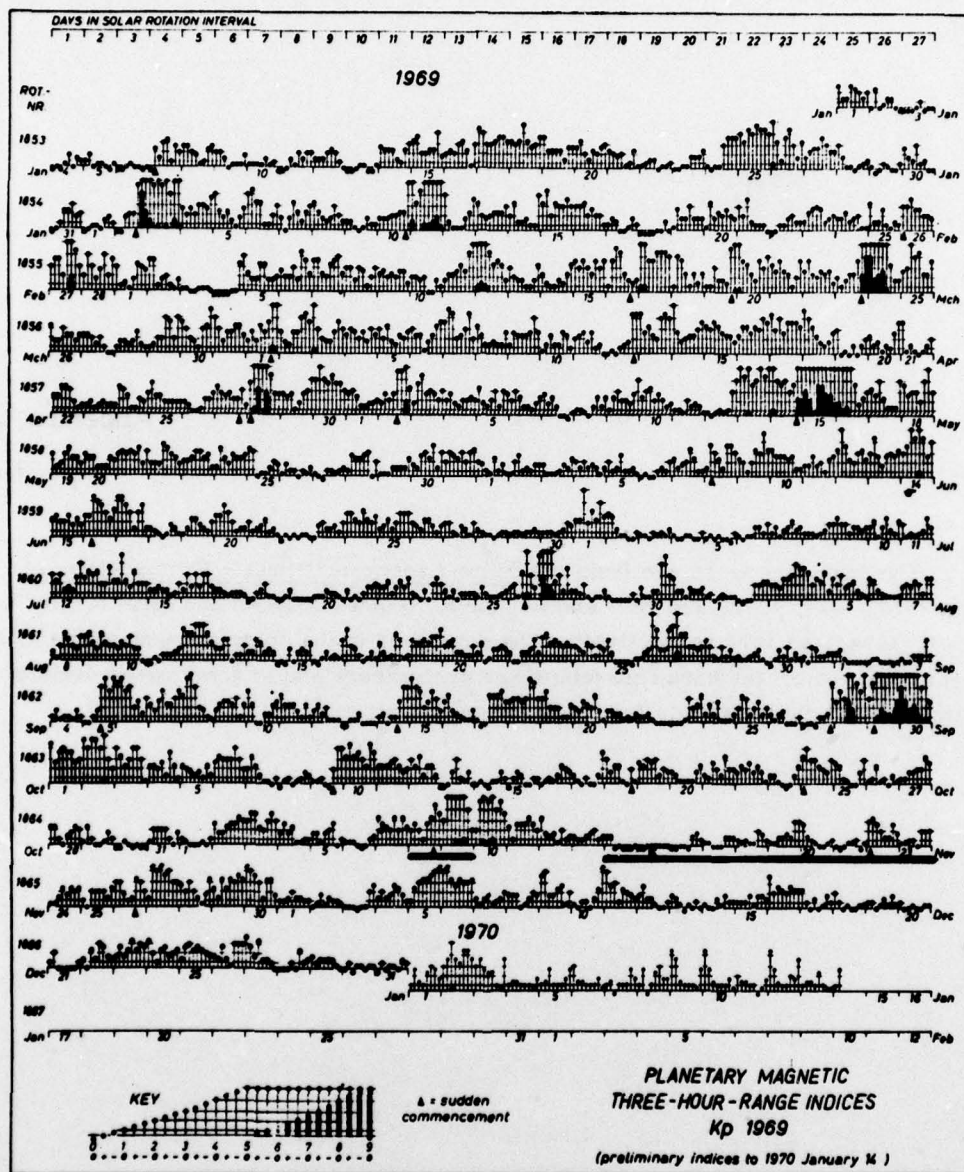 DAYS IN SOLAR ROTATION INTERVAL
1 2 3 4 5 6 7 8 9 10 11 12 13 14 15 16 17 18 19 20 21 22 23 24 25 26 27
1969
ROT.-
NR.
Jan 1 3 Jan
1853
Jan 4 5 10 15 20 25 30 Jan
1854
Jan 31 1 5 10 15 20 25 26 Feb
1855
Feb 27 28 1 5 10 15 20 25 Mch
1856
Mch 26 30 1 5 10 15 20 21 Apr
1857
Apr 22 25 30 1 5 10 15 18 May
1858
May 19 20 25 30 1 5 10 14 Jun
1959
Jun 15 20 25 30 1 5 10 11 Jul
1860
Jul 12 15 20 25 30 1 5 7 Aug
1861
Aug 8 10 15 20 25 30 Sep
1862
Sep 4 5 10 15 20 25 30 Sep
1863
Oct 1 5 10 15 20 25 27 Oct
1864
Oct 28 31 1 5 10 20 Nov
1865
Nov 24 25 30 1 5 10 15 20 Dec
1970
1866
Dec 21 25 31
Jan 1 5 10 15 16 Jan
1867
Jan 17 20 25 31 1 5 10 12 Feb
KEY
0 1 2 3 4 5 6 7 8 9
▲ = sudden
commencement
PLANETARY MAGNETIC
THREE-HOUR-RANGE INDICES
Kp 1969
(preliminary indices to 1970 January 14)